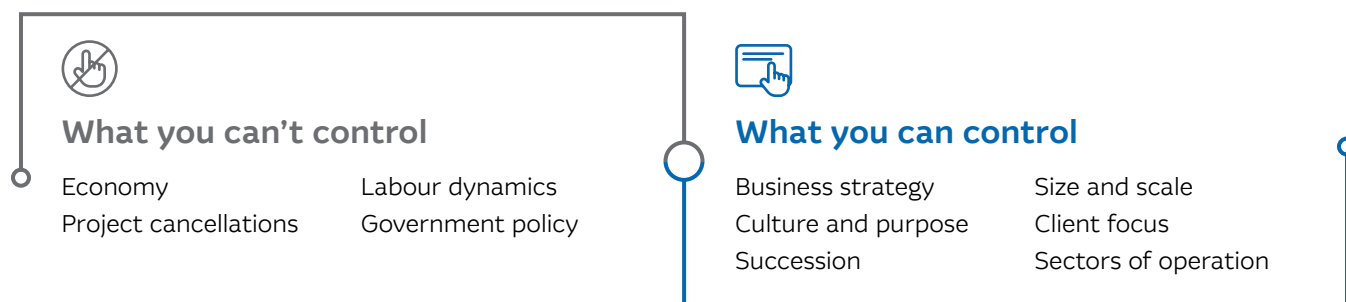 What you can’t control
Economy
Project cancellations
Labour dynamics
Government policy
What you can control
Business strategy
Culture and purpose
Succession
Size and scale
Client focus
Sectors of operation